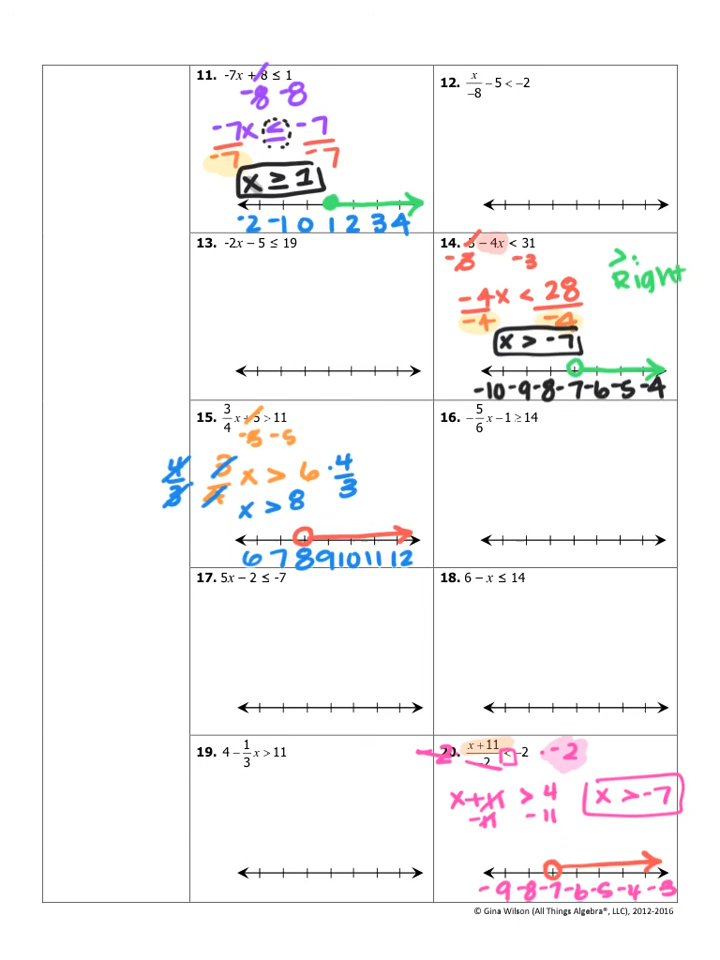 11. -7x + 8 ≤ 1
-8 -8
-7x ≤ -7
-7 -7
x ≥ 1
-2 -1 0 1 2 3 4
12. x/-8 - 5 < -2
13. -2x - 5 ≤ 19
14. 3 - 4x < 31
-3 -3
-4x < 28
-4 -4
x > -7
>:
Right
-10 -9 -8 -7 -6 -5 -4
15. 3/4 x + 5 > 11
-5 -5
4/3 · 3/4 x > 6 · 4/3
x > 8
6 7 8 9 10 11 12
16. -5/6 x - 1 ≥ 14
17. 5x - 2 ≤ -7
18. 6 - x ≤ 14
19. 4 - 1/3 x > 11
-2 · 20. x + 11/-2 < -2 · -2
x + 11 > 4
-11 -11
x > -7
-9 -8 -7 -6 -5 -4 -3
© Gina Wilson (All Things Algebra®, LLC), 2012-2016